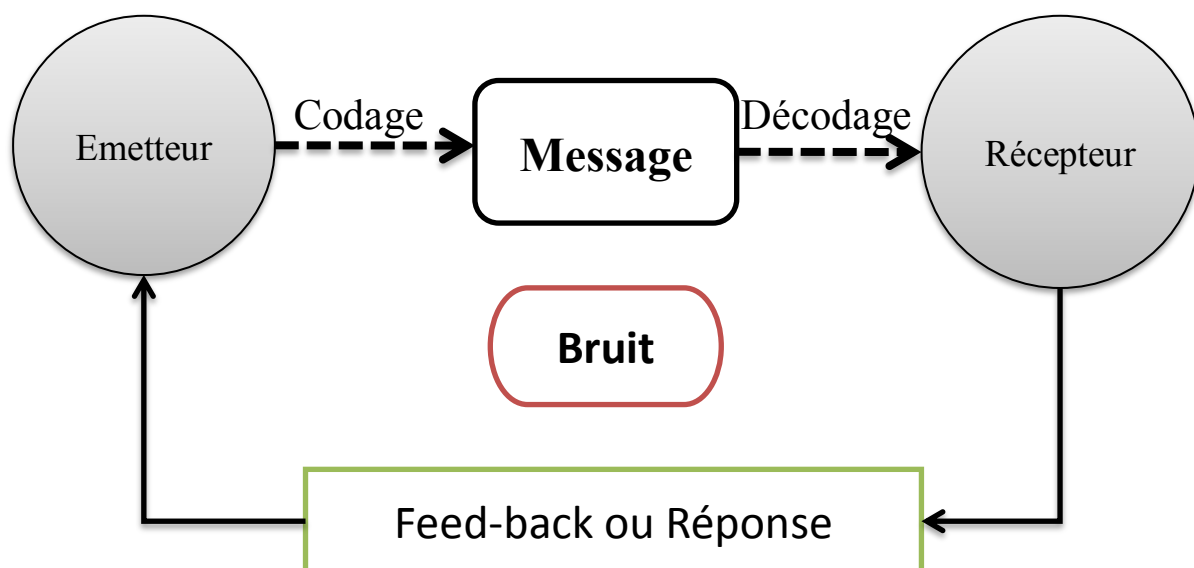 Codage
Décodage
Emetteur
Message
Récepteur
Bruit
Feed-back ou Réponse